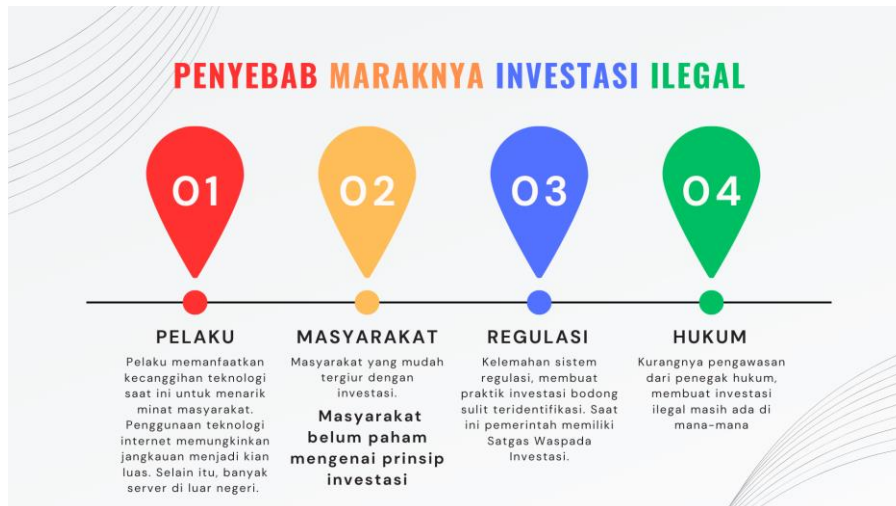 PENYEBAB MARAKNYA INVESTASI ILEGAL
01
PELAKU
Pelaku memanfaatkan
kecanggihan teknologi
saat ini untuk menarik
minat masyarakat.
Penggunaan teknologi
internet memungkinkan
jangkauan menjadi kian
luas. Selain itu, banyak
server di luar negeri.
02
MASYARAKAT
Masyarakat yang mudah
tergiur dengan
investasi.
Masyarakat
belum paham
mengenai prinsip
investasi
03
REGULASI
Kelemahan sistem
regulasi, membuat
praktik investasi bodong
sulit teridentifikasi. Saat
ini pemerintah memiliki
Satgas Waspada
Investasi.
04
HUKUM
Kurangnya pengawasan
dari penegak hukum,
membuat investasi
ilegal masih ada di
mana-mana